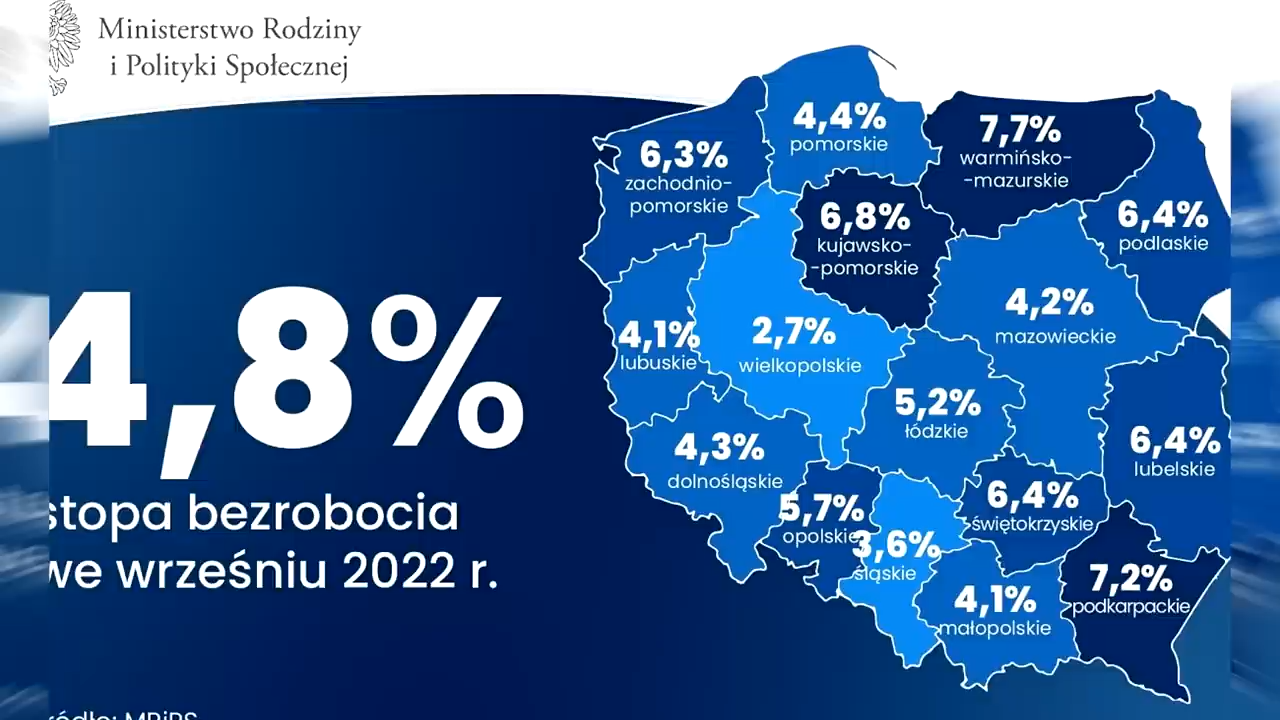 Ministerstwo Rodziny
i Polityki Społecznej
4,8%
stopa bezrobocia
we wrześniu 2022 r.
4,4%
pomorskie
7,7%
warmińsko-
-mazurskie
6,3%
zachodnio-
pomorskie
6,8%
kujawsko-
-pomorskie
6,4%
podlaskie
4,1%
lubuskie
2,7%
wielkopolskie
4,2%
mazowieckie
5,2%
łódzkie
4,3%
dolnośląskie
6,4%
lubelskie
5,7%
opolskie
3,6%
śląskie
6,4%
świętokrzyskie
4,1%
małopolskie
7,2%
podkarpackie